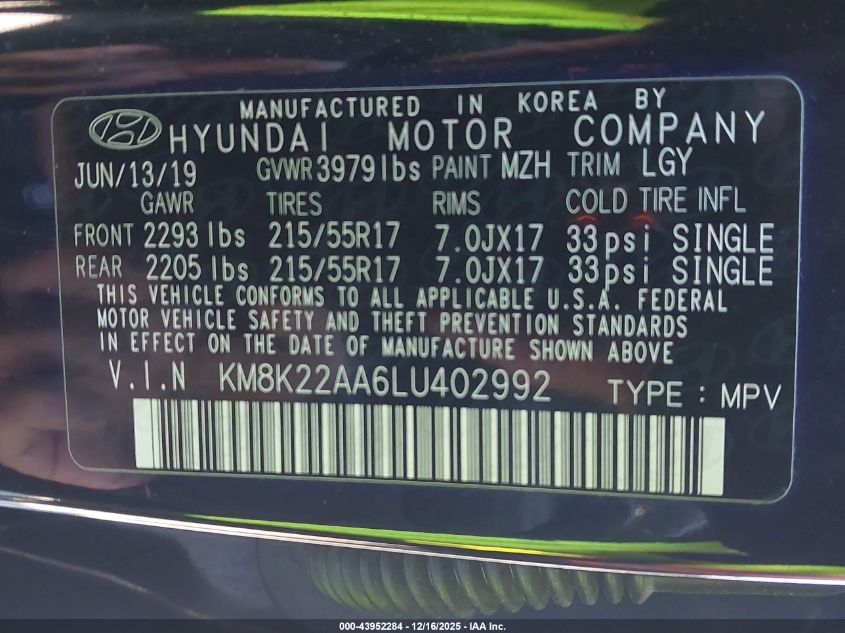 MANUFACTURED IN KOREA BY
HYUNDAI MOTOR COMPANY
JUN/13/19 GVWR 3979lbs PAINT MZH TRIM LGY
GAWR TIRES RIMS COLD TIRE INFL
FRONT 2293 lbs 215/55R17 7.0JX17 33psi SINGLE
REAR 2205 lbs 215/55R17 7.0JX17 33psi SINGLE
THIS VEHICLE CONFORMS TO ALL APPLICABLE U.S.A. FEDERAL
MOTOR VEHICLE SAFETY AND THEFT PREVENTION STANDARDS
IN EFFECT ON THE DATE OF MANUFACTURE SHOWN ABOVE
V.I.N KM8K22AA6LU402992 TYPE : MPV
000-43952284 - 12/16/2025 - IAA Inc.